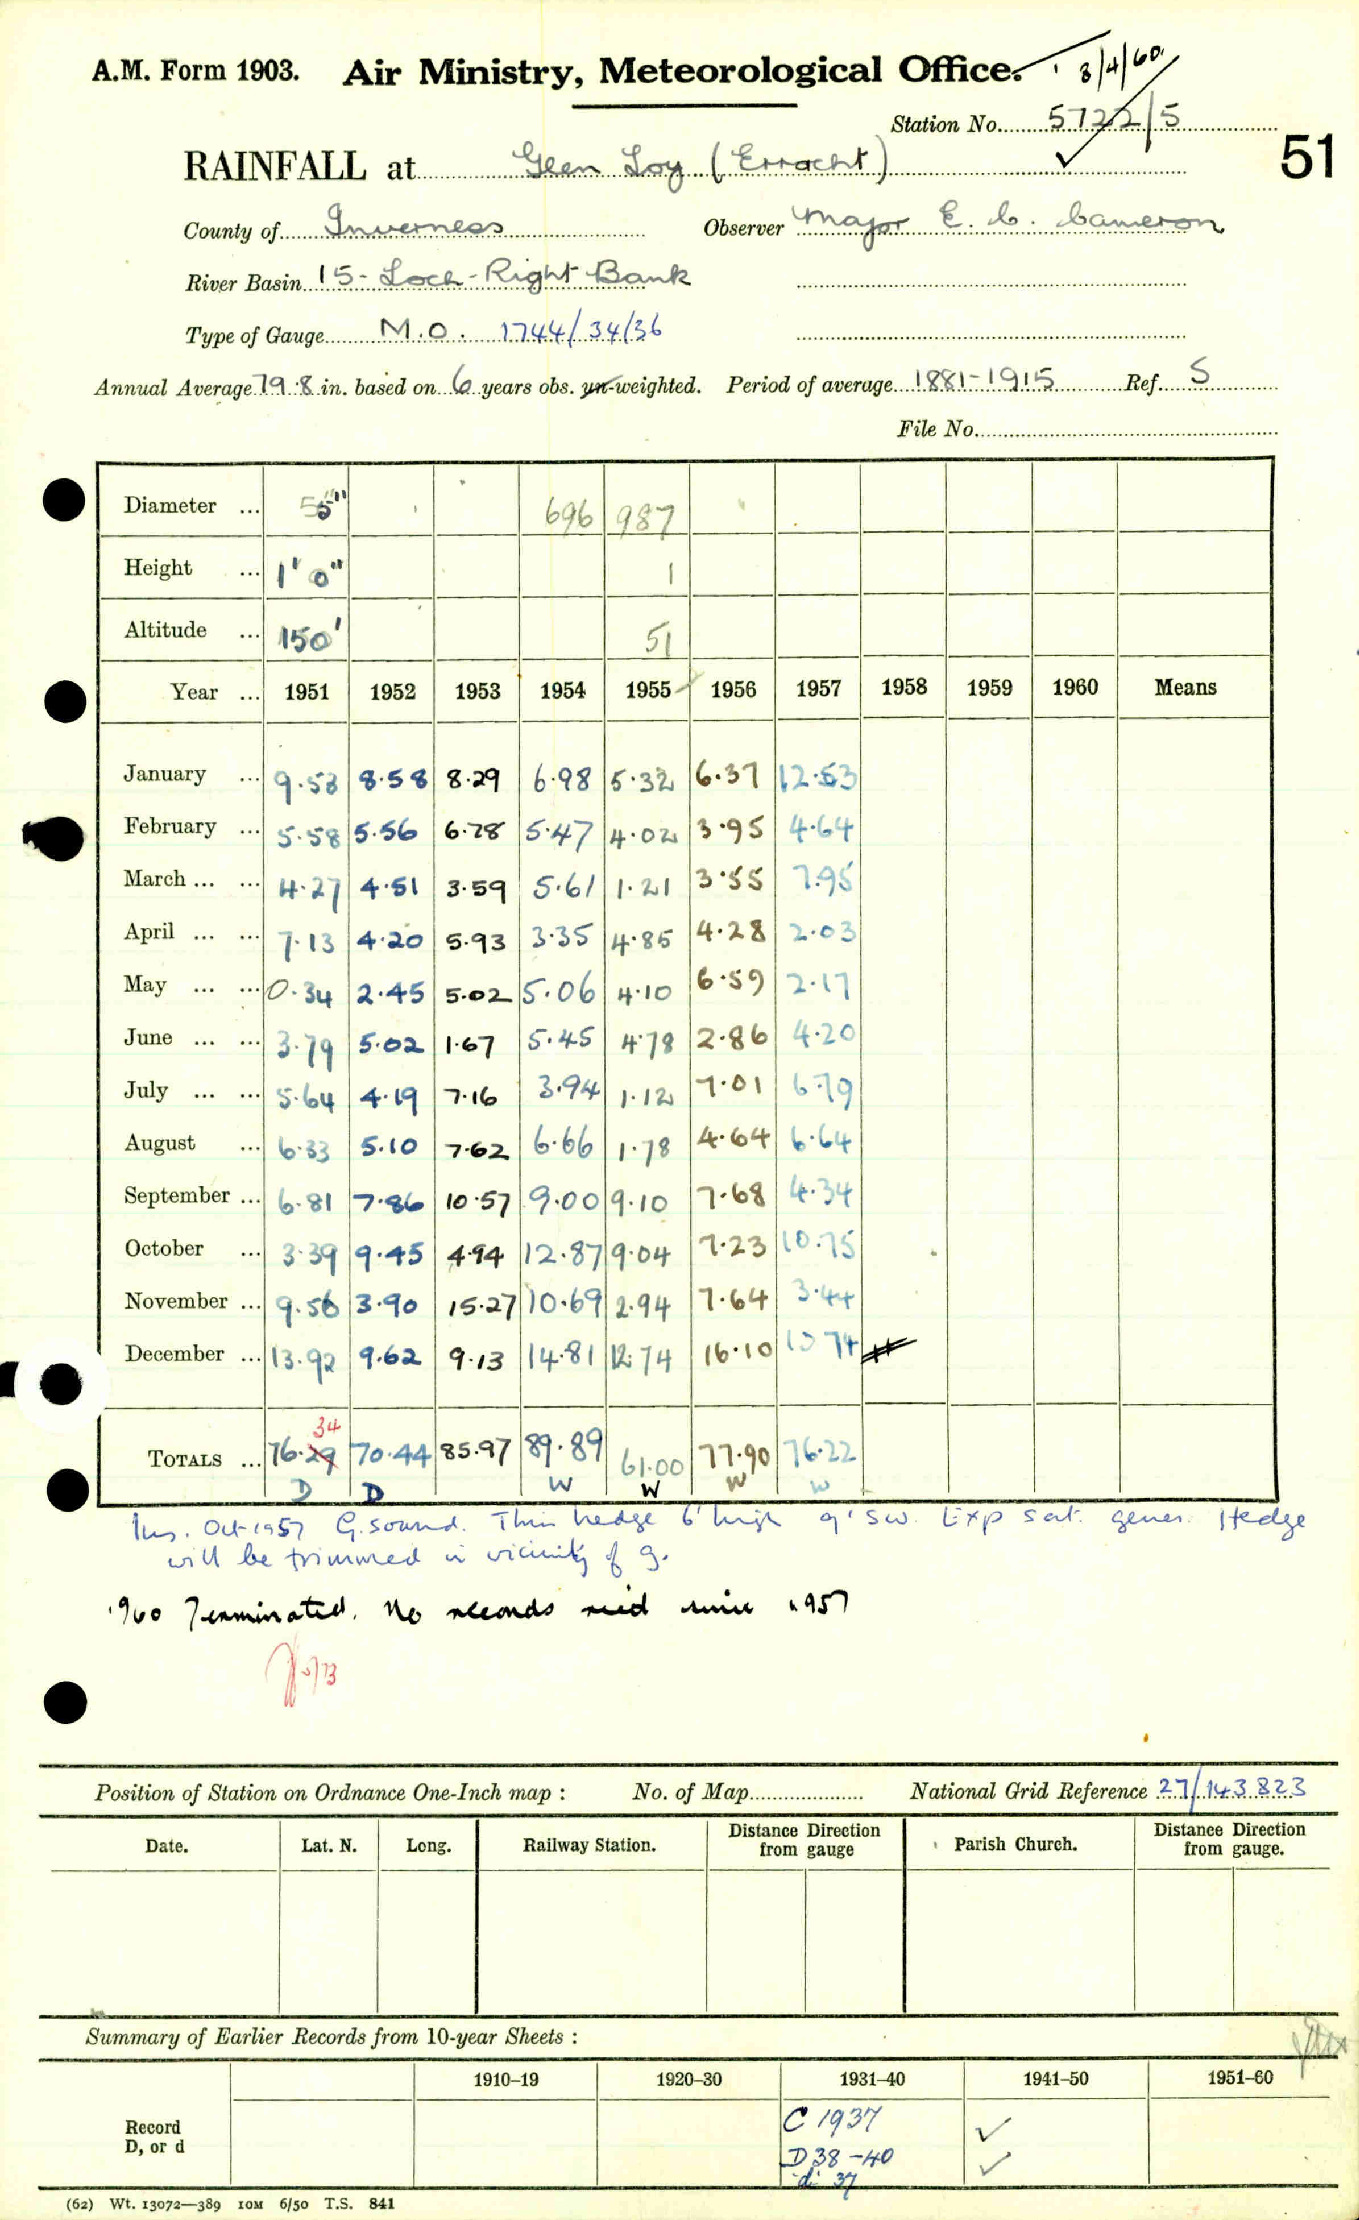 A.M. Form 1903. Air Ministry, Meteorological Office. 8/4/60
Station No. 5722/5
51
RAINFALL at Glen Loy (Erracht)
County of Inverness Observer Major E. C. Cameron
River Basin 15 - Loch - Right Bank
Type of Gauge M.O. 1744/34/36
Annual Average 79.8 in. based on 6 years obs. un-weighted. Period of average 1881-1915 Ref. S
File No.
Diameter ... 5" 696 987
Height ... 1' 0" 1
Altitude ... 150' 51
Year ... 1951 1952 1953 1954 1955 1956 1957 1958 1959 1960 Means
January ... 9.53 8.58 8.29 6.98 5.32 6.37 12.53
February ... 5.58 5.56 6.78 5.47 4.02 3.95 4.64
March ... ... 4.27 4.51 3.59 5.61 1.21 3.55 7.95
April ... ... 7.13 4.20 5.93 3.35 4.85 4.28 2.03
May ... ... 0.34 2.45 5.02 5.06 4.10 6.59 2.17
June ... ... 3.79 5.02 1.67 5.45 4.78 2.86 4.20
July ... ... 5.64 4.19 7.16 3.94 1.12 7.01 6.79
August ... 6.33 5.10 7.62 6.66 1.78 4.64 6.64
September ... 6.81 7.86 10.57 9.00 9.10 7.68 4.34
October ... 3.39 9.45 4.94 12.87 9.04 7.23 10.75
November ... 9.56 3.90 15.27 10.69 2.94 7.64 3.44
December ... 13.92 9.62 9.13 14.81 12.74 16.10 10.74
34
TOTALS ... 76.29 70.44 85.97 89.89 61.00 77.90 76.22
D D W W W W
Ins. Oct 1957 G. sound. Thin hedge 6' high 9' SW. Exp sat. gener. Hedge
will be trimmed in vicinity of g.
1960 Terminated. No records recd since 1957
Position of Station on Ordnance One-Inch map : No. of Map National Grid Reference 27/143823
Date. Lat. N. Long. Railway Station. Distance Direction from gauge Parish Church. Distance Direction from gauge.
Summary of Earlier Records from 10-year Sheets :
1910–19 1920–30 1931–40 1941–50 1951–60
Record
D, or d
C 1937 ✓
D 38-40 ✓
di 37
(62) Wt. 13072—389 10M 6/50 T.S. 841